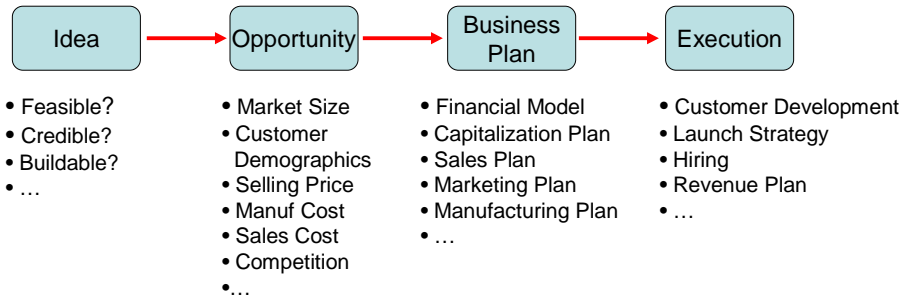 Idea
Opportunity
Business
Plan
Execution
• Feasible?
• Credible?
• Buildable?
• …
• Market Size
• Customer
Demographics
• Selling Price
• Manuf Cost
• Sales Cost
• Competition
•…
• Financial Model
• Capitalization Plan
• Sales Plan
• Marketing Plan
• Manufacturing Plan
• …
• Customer Development
• Launch Strategy
• Hiring
• Revenue Plan
• …